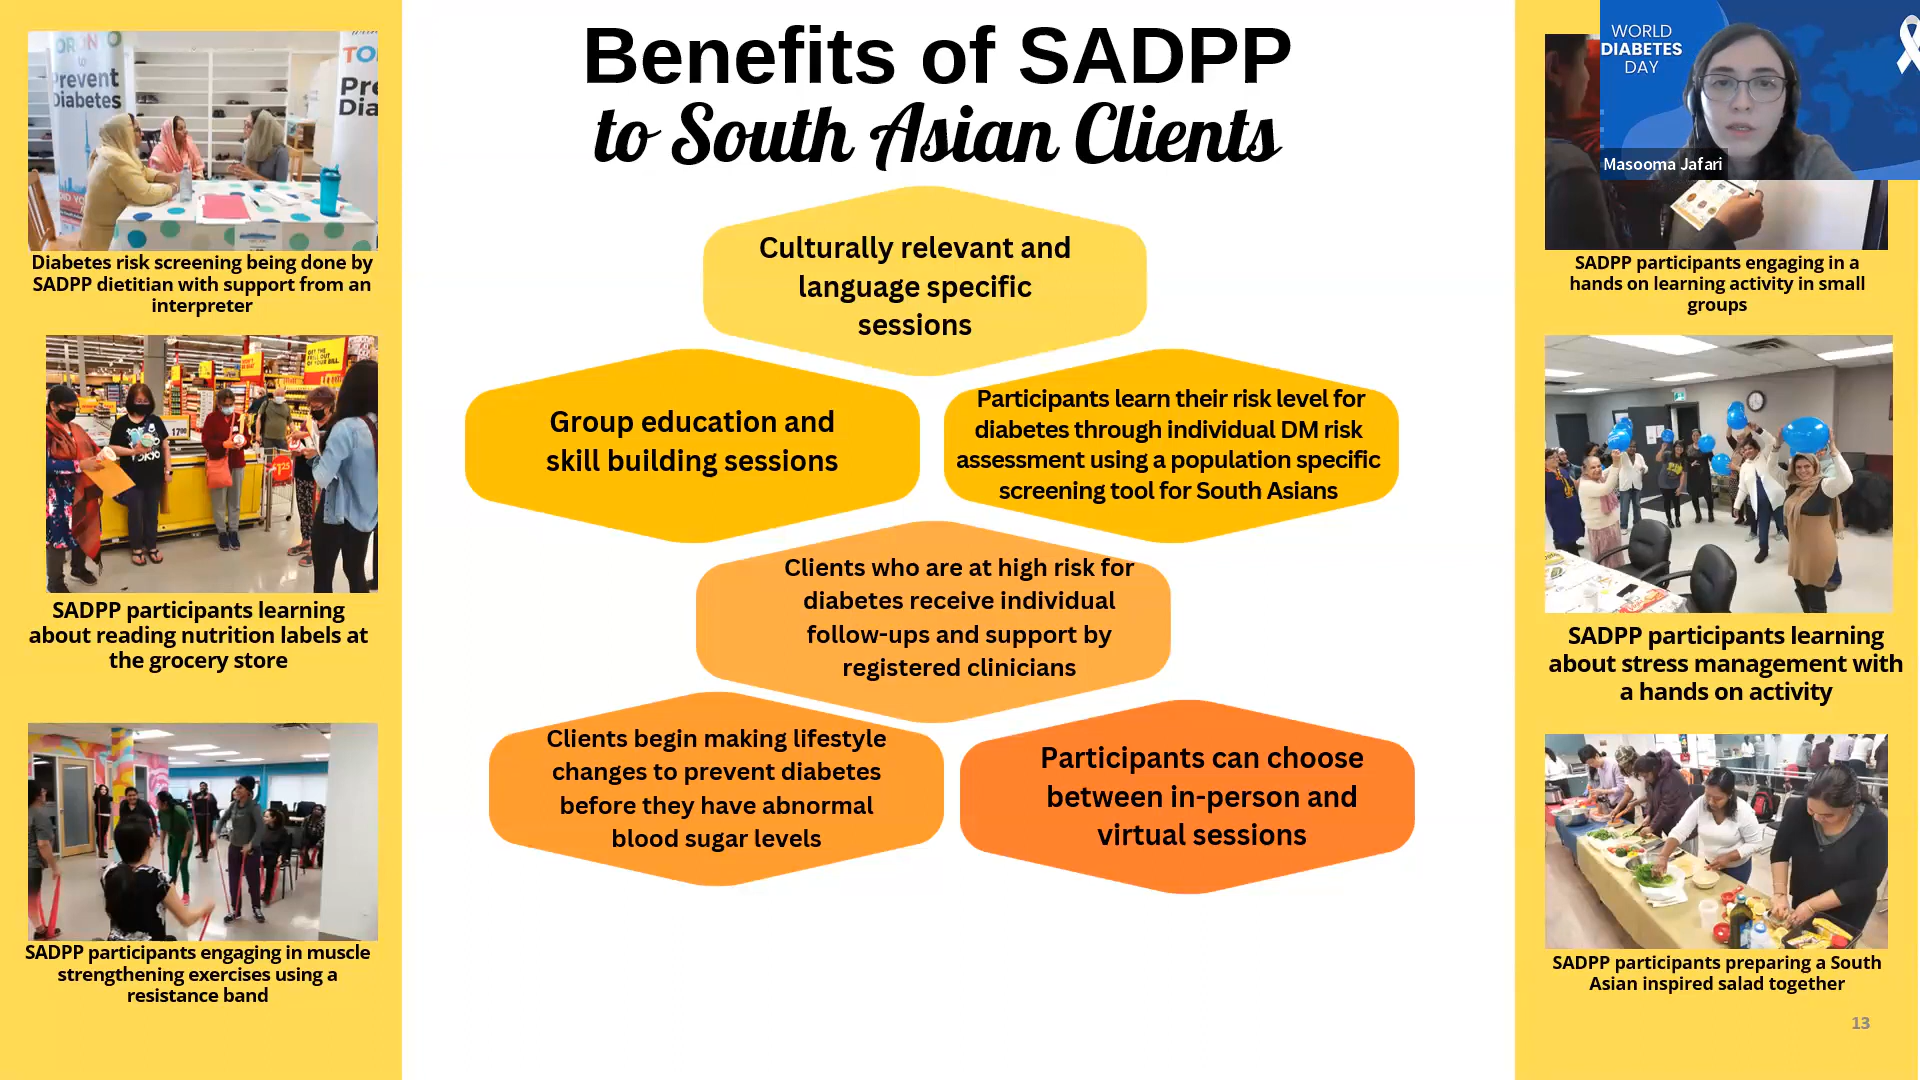 Benefits of SADPP
to South Asian Clients
Culturally relevant and
language specific
sessions
Group education and
skill building sessions
Participants learn their risk level for
diabetes through individual DM risk
assessment using a population specific
screening tool for South Asians
Clients who are at high risk for
diabetes receive individual
follow-ups and support by
registered clinicians
Clients begin making lifestyle
changes to prevent diabetes
before they have abnormal
blood sugar levels
Participants can choose
between in-person and
virtual sessions
TORONTO
to
Prevent
Diabetes
Diabetes risk screening being done by
SADPP dietitian with support from an
interpreter
17⁰⁰
1.25
SADPP participants learning
about reading nutrition labels at
the grocery store
SADPP participants engaging in muscle
strengthening exercises using a
resistance band
WORLD
DIABETES
DAY
Masooma Jafari
SADPP participants engaging in a
hands on learning activity in small
groups
SADPP participants learning
about stress management with
a hands on activity
SADPP participants preparing a South
Asian inspired salad together
13